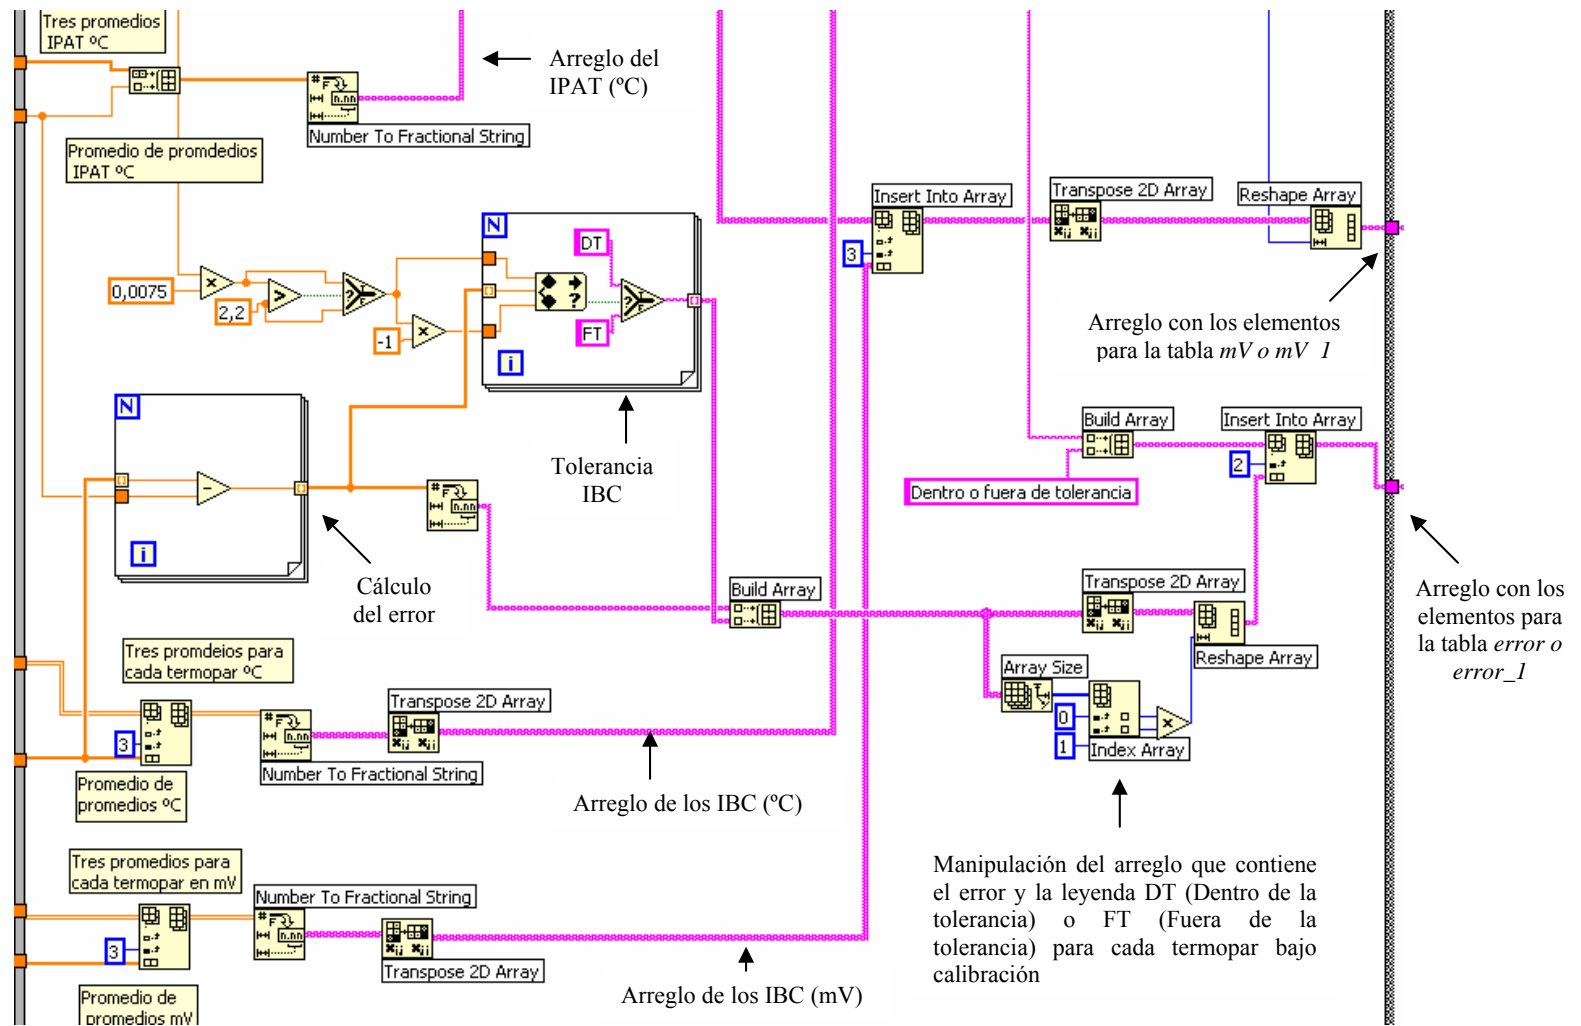 Tres promedios
IPAT ºC
Arreglo del
IPAT (ºC)
#
F
n.nn
Number To Fractional String
Promedio de promdedios
IPAT ºC
Insert Into Array
3
Transpose 2D Array
Reshape Array
N
DT
FT
i
0,0075
×
2,2
>
?
T
F
-1
×
?
?
T
F
Arreglo con los elementos
para la tabla mV o mV 1
Tolerancia
IBC
N
–
i
#
F
n.nn
Cálculo
del error
Build Array
Insert Into Array
2
Dentro o fuera de tolerancia
Build Array
Transpose 2D Array
Reshape Array
Array Size
0
1
×
Index Array
Arreglo con los
elementos para
la tabla error o
error_1
Tres promdeios para
cada termopar ºC
3
Promedio de
promedios ºC
#
F
n.nn
Number To Fractional String
Transpose 2D Array
Arreglo de los IBC (ºC)
Tres promedios para
cada termopar en mV
3
Promedio de
promedios mV
Number To Fractional String
#
F
n.nn
Transpose 2D Array
Arreglo de los IBC (mV)
Manipulación del arreglo que contiene
el error y la leyenda DT (Dentro de la
tolerancia) o FT (Fuera de la
tolerancia) para cada termopar bajo
calibración